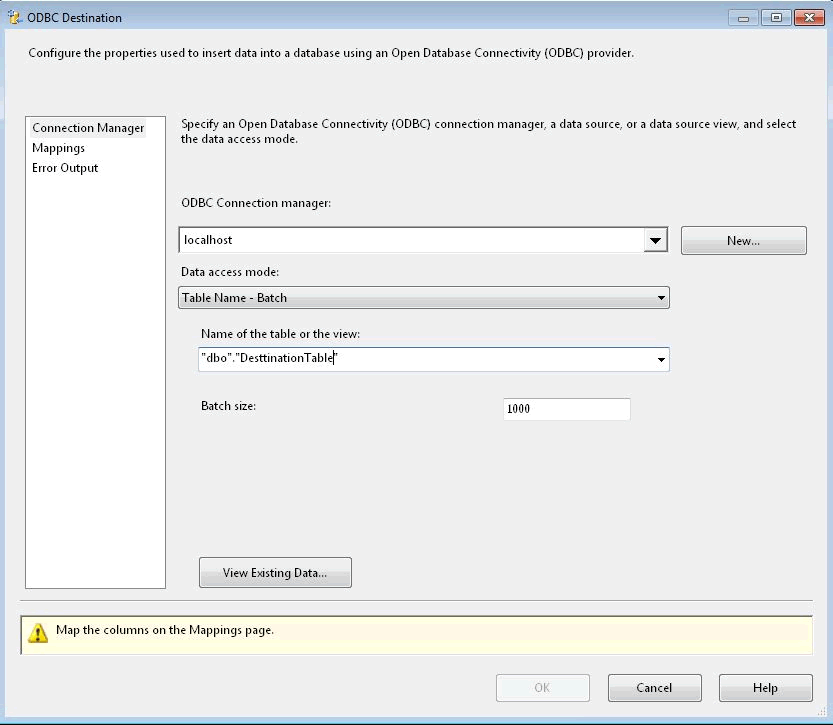 ODBC Destination
Configure the properties used to insert data into a database using an Open Database Connectivity (ODBC) provider.
Connection Manager
Mappings
Error Output
Specify an Open Database Connectivity (ODBC) connection manager, a data source, or a data source view, and select
the data access mode.
ODBC Connection manager:
localhost
New...
Data access mode:
Table Name - Batch
Name of the table or the view:
"dbo"."DesttinationTable"
Batch size:
1000
View Existing Data...
Map the columns on the Mappings page.
OK
Cancel
Help